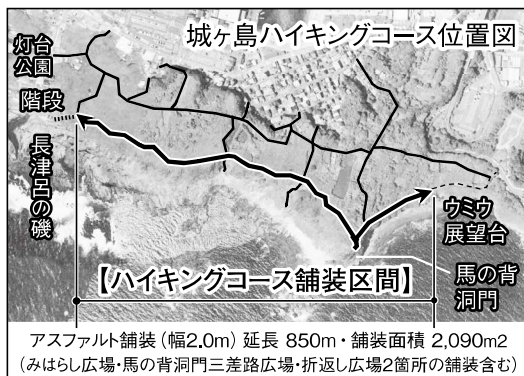 城ヶ島ハイキングコース位置図
灯台
公園
階段
長津呂の磯
ウミウ
展望台
馬の背
洞門
【ハイキングコース舗装区間】
アスファルト舗装（幅2.0m）延長 850m・舗装面積 2,090m2
（みはらし広場・馬の背洞門三差路広場・折返し広場2箇所の舗装含む）